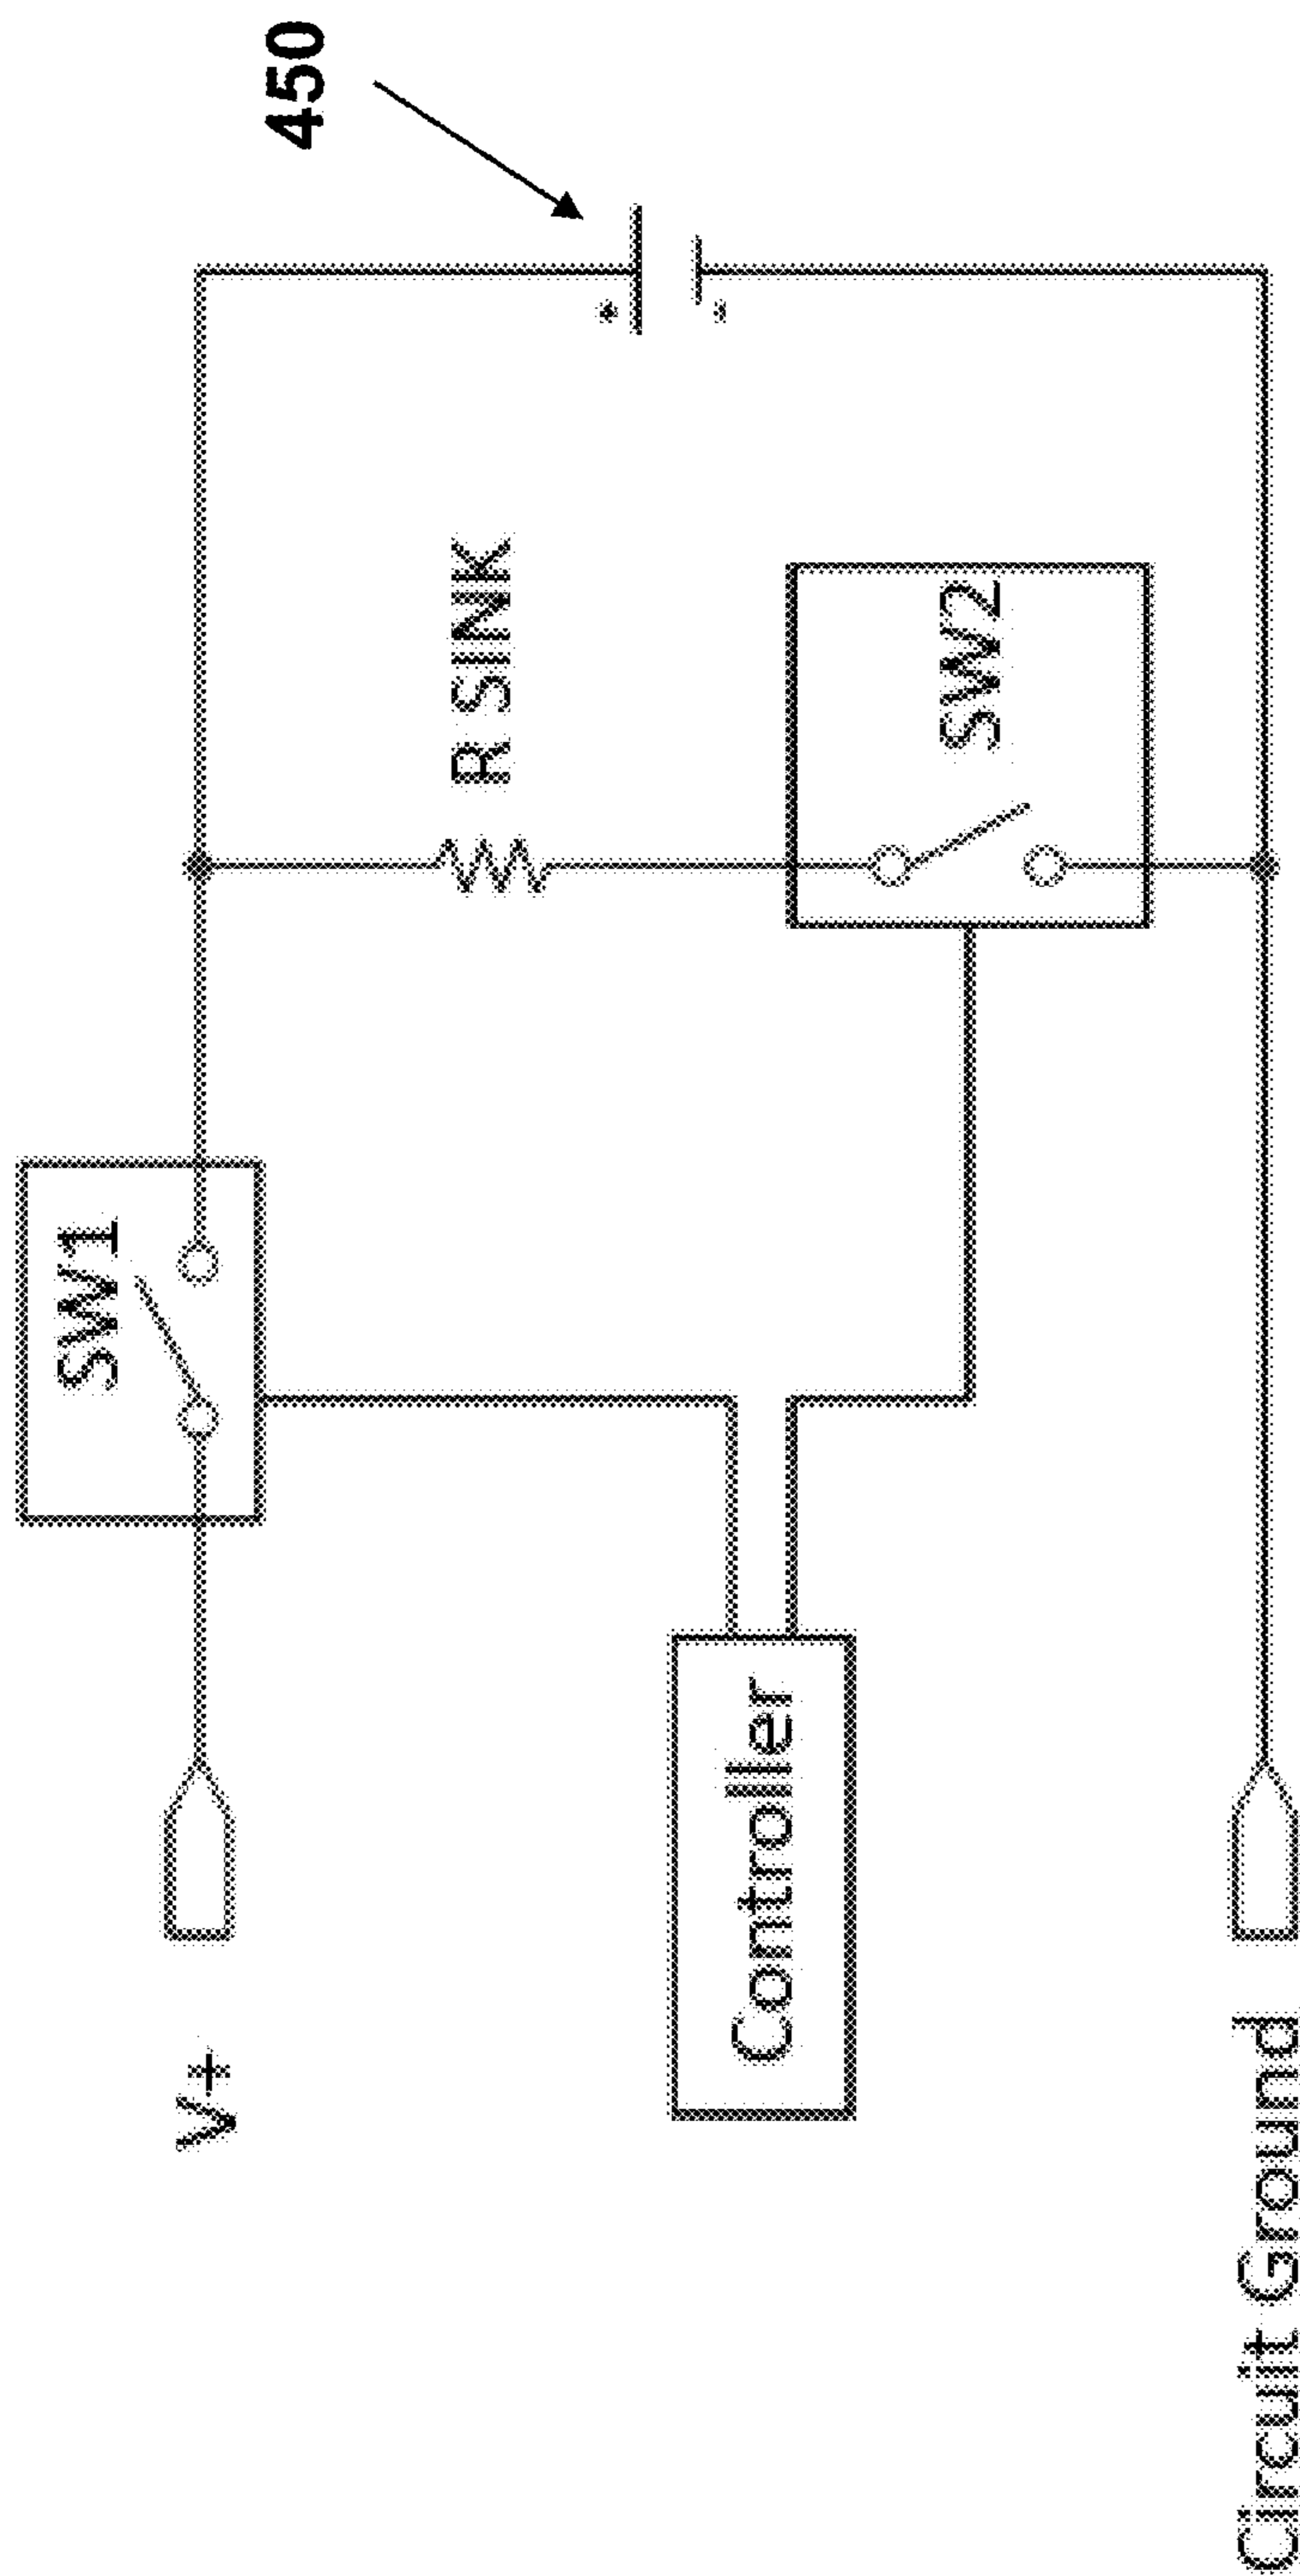 450
R SINK
SW2
SW1
Controller
V+
Circuit Ground